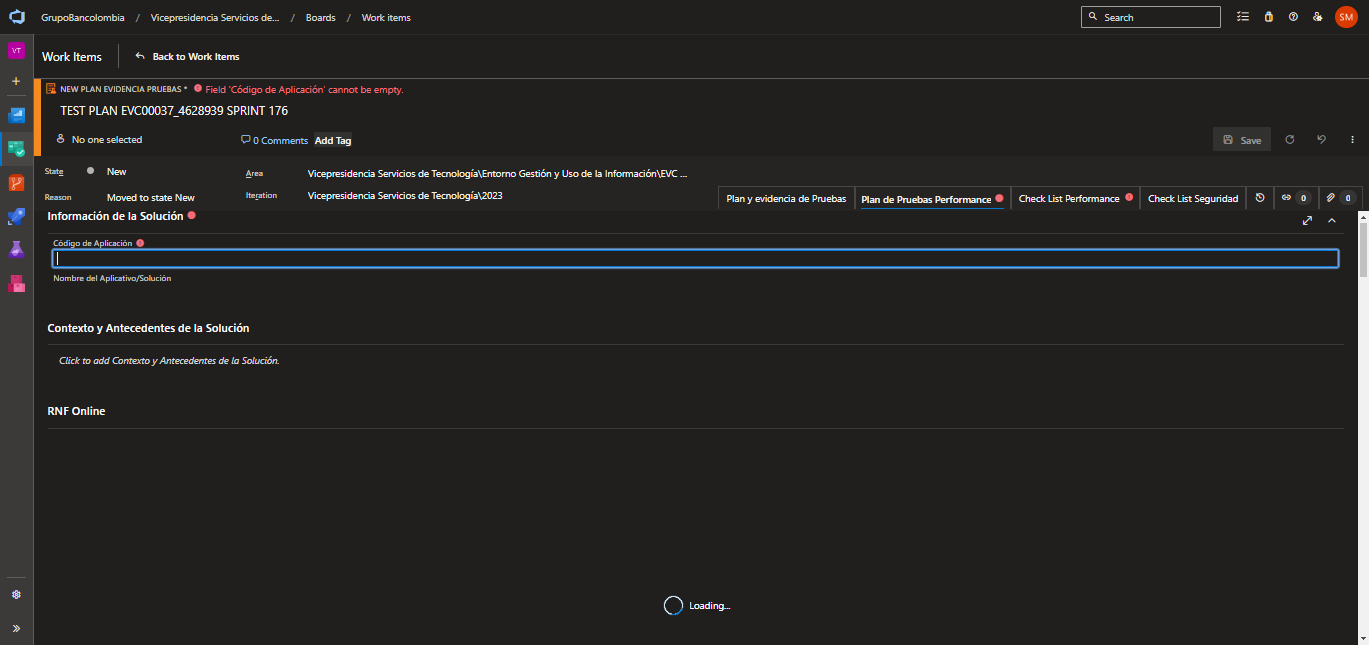 GrupoBancolombia / Vicepresidencia Servicios de... / Boards / Work items
Search
SM
VT
Work Items
Back to Work Items
NEW PLAN EVIDENCIA PRUEBAS * Field 'Código de Aplicación' cannot be empty.
TEST PLAN EVC00037_4628939 SPRINT 176
No one selected
0 Comments
Add Tag
Save
State
New
Area
Vicepresidencia Servicios de Tecnología\Entorno Gestión y Uso de la Información\EVC ...
Reason
Moved to state New
Iteration
Vicepresidencia Servicios de Tecnología\2023
Plan y evidencia de Pruebas
Plan de Pruebas Performance
Check List Performance
Check List Seguridad
0
0
Información de la Solución
Código de Aplicación
Nombre del Aplicativo/Solución
Contexto y Antecedentes de la Solución
Click to add Contexto y Antecedentes de la Solución.
RNF Online
Loading...